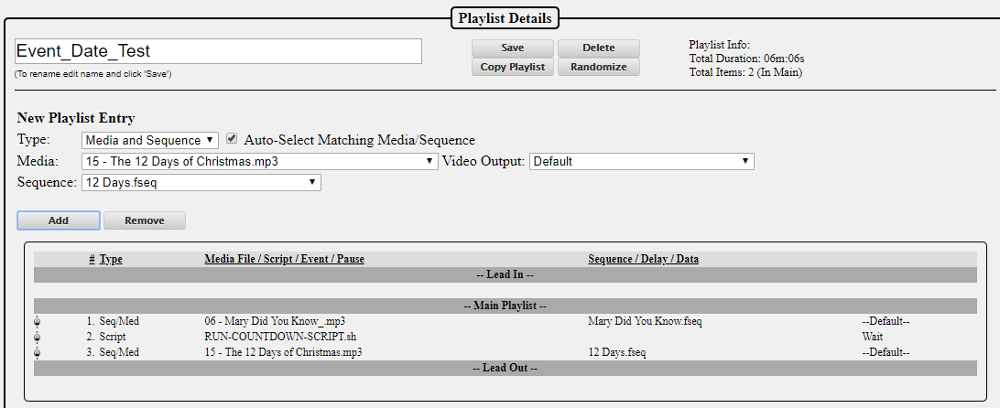 Playlist Details
Event_Date_Test
(To rename edit name and click 'Save')
Save Delete
Copy Playlist Randomize
Playlist Info:
Total Duration: 06m:06s
Total Items: 2 (In Main)
New Playlist Entry
Type: Media and Sequence Auto-Select Matching Media/Sequence
Media: 15 - The 12 Days of Christmas.mp3 Video Output: Default
Sequence: 12 Days.fseq
Add Remove
# Type Media File / Script / Event / Pause Sequence / Delay / Data
-- Lead In --
-- Main Playlist --
1. Seq/Med 06 - Mary Did You Know_.mp3 Mary Did You Know.fseq --Default--
2. Script RUN-COUNTDOWN-SCRIPT.sh Wait
3. Seq/Med 15 - The 12 Days of Christmas.mp3 12 Days.fseq --Default--
-- Lead Out --